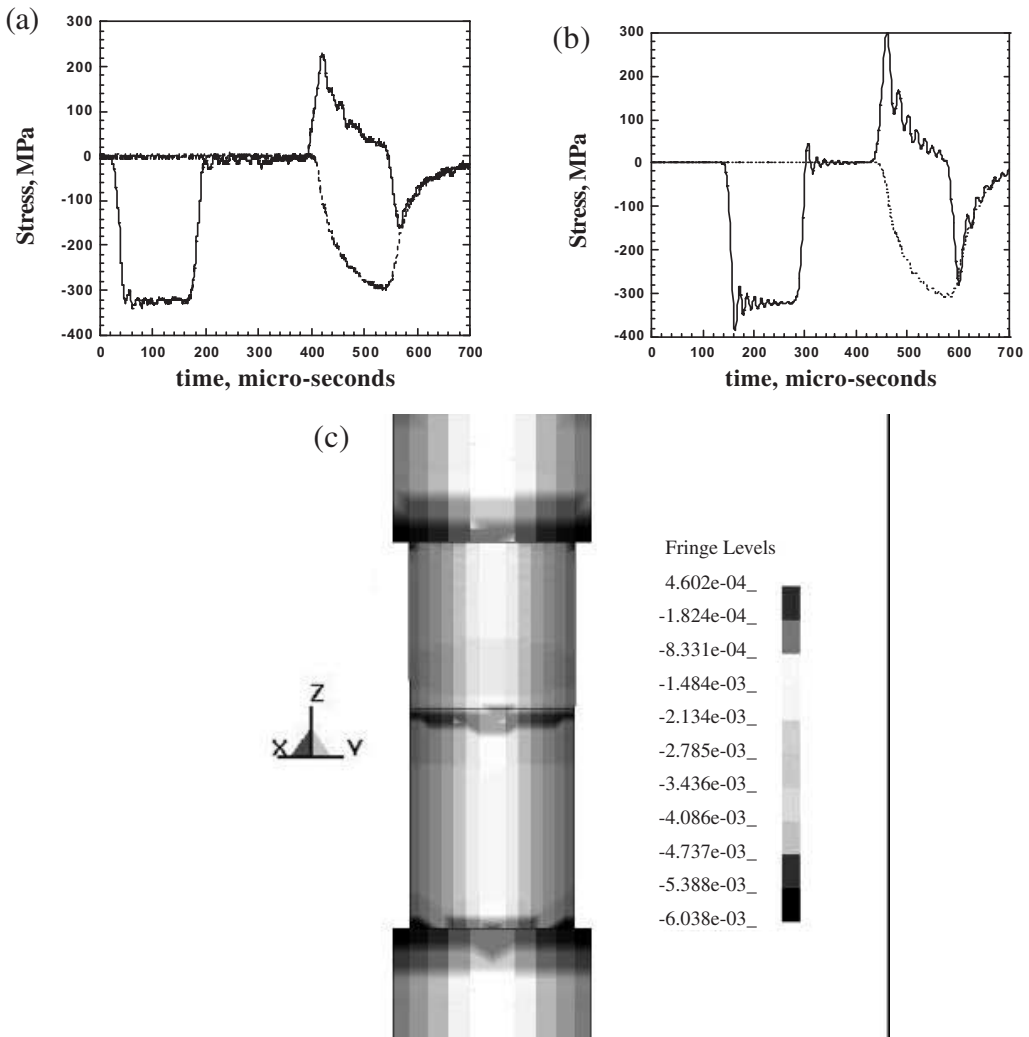 (a)
300
200
100
0
-100
-200
-300
-400
Stress, MPa
0 100 200 300 400 500 600 700
time, micro-seconds
(b)
300
200
100
0
-100
-200
-300
-400
Stress, MPa
0 100 200 300 400 500 600 700
time, micro-seconds
(c)
Z
X Y
Fringe Levels
4.602e-04_
-1.824e-04_
-8.331e-04_
-1.484e-03_
-2.134e-03_
-2.785e-03_
-3.436e-03_
-4.086e-03_
-4.737e-03_
-5.388e-03_
-6.038e-03_